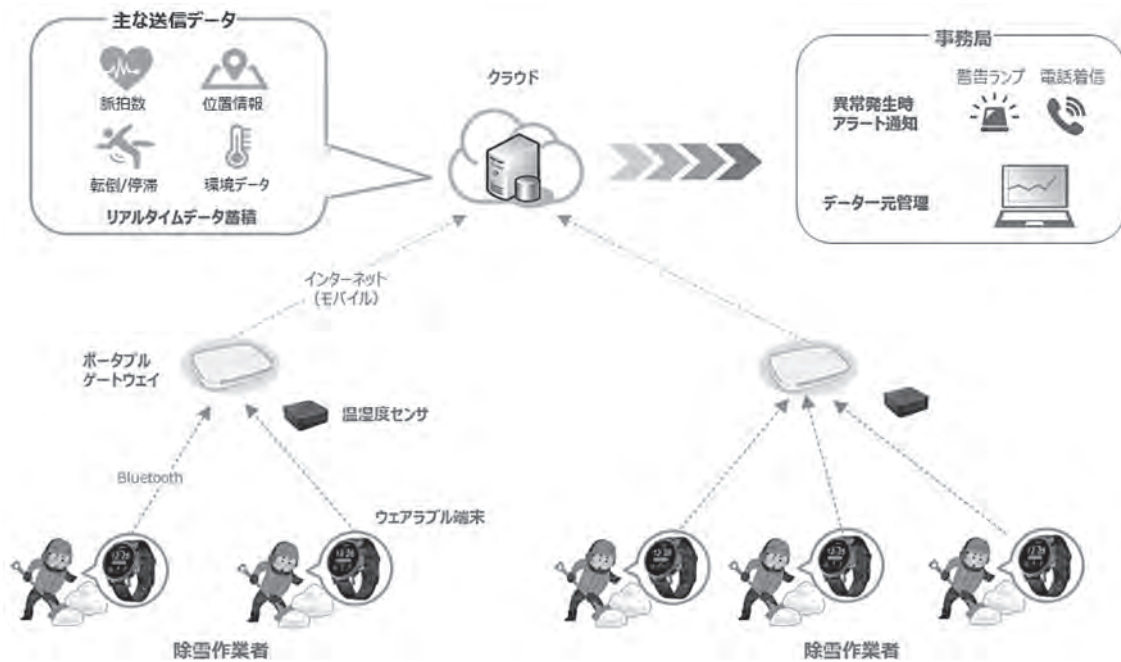 主な送信データ
脈拍数
位置情報
転倒/停滞
環境データ
リアルタイムデータ蓄積
クラウド
事務局
警告ランプ
電話着信
異常発生時
アラート通知
データ一元管理
インターネット
(モバイル)
ポータブル
ゲートウェイ
温湿度センサ
Bluetooth
ウェアラブル端末
除雪作業者
除雪作業者